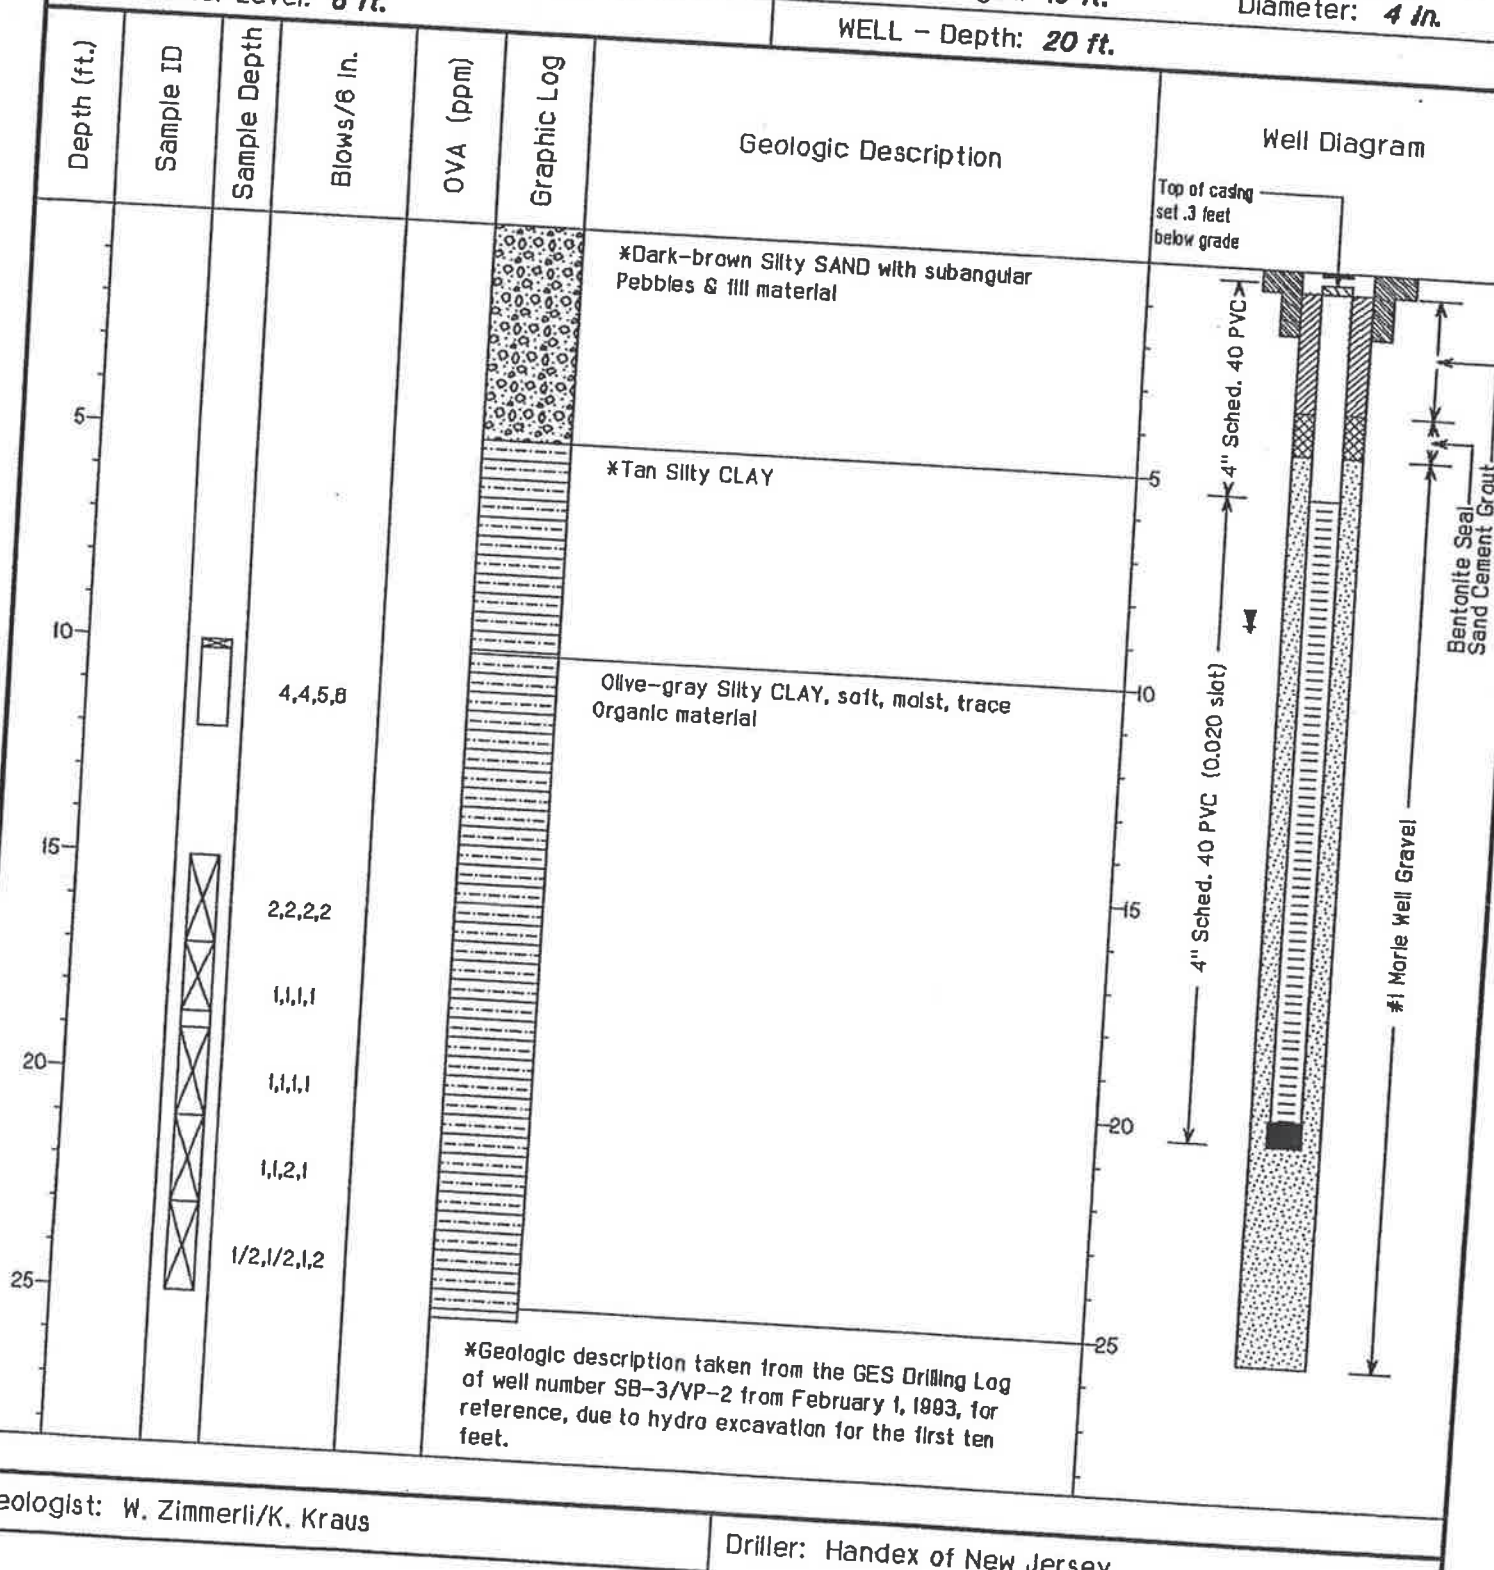 Level: 8 ft.
ft.
Diameter: 4 in.
WELL - Depth: 20 ft.
Depth (ft.)
Sample ID
Sample Depth
Blows/6 In.
OVA (ppm)
Graphic Log
Geologic Description
Well Diagram
Top of casing
set .3 feet
below grade
*Dark-brown Silty SAND with subangular
Pebbles & fill material
*Tan Silty CLAY
Olive-gray Silty CLAY, soft, moist, trace
Organic material
5
10
15
20
25
4,4,5,6
2,2,2,2
1,1,1,1
1,1,1,1
1,1,2,1
1/2,1/2,1,2
5
10
15
20
25
4" Sched. 40 PVC
4" Sched. 40 PVC (0.020 slot)
#1 Morie Well Gravel
Bentonite Seal
Sand Cement Grout
*Geologic description taken from the GES Drilling Log
of well number SB-3/VP-2 from February 1, 1993, for
reference, due to hydro excavation for the first ten
feet.
eologist: W. Zimmerli/K. Kraus
Driller: Handex of New Jersey